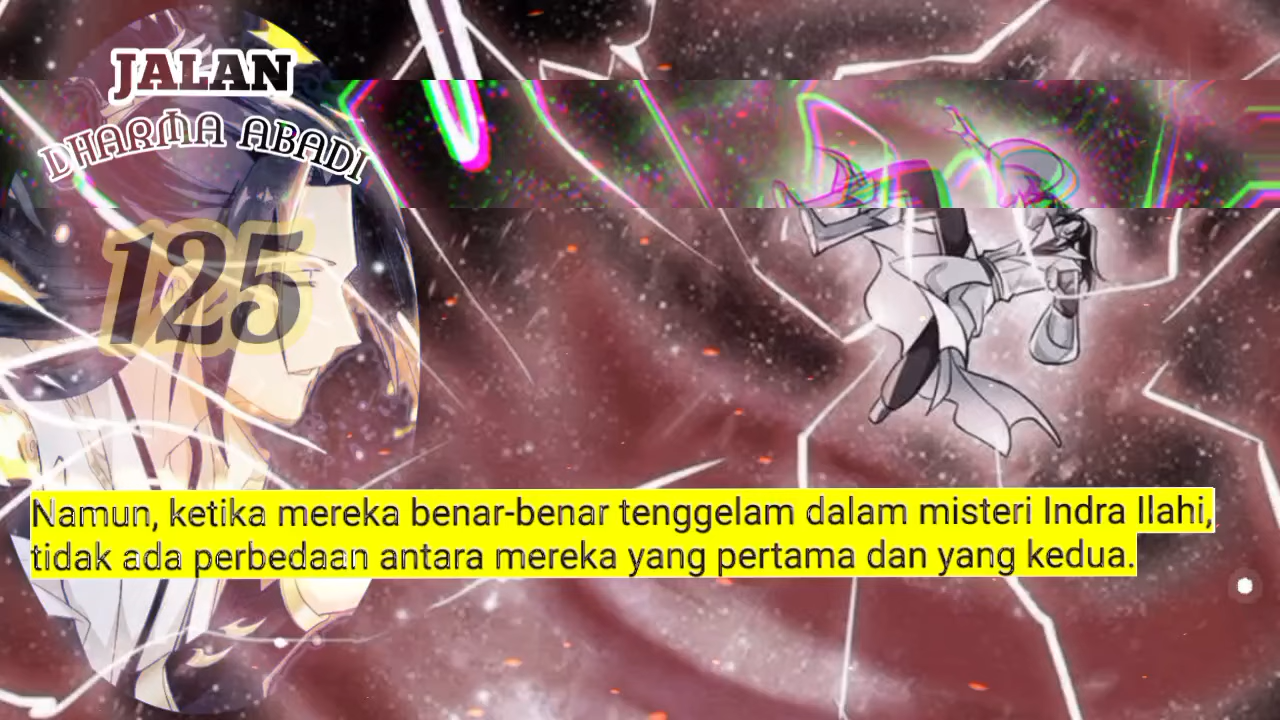 JALAN
DHARMA ABADI
125
Namun, ketika mereka benar-benar tenggelam dalam misteri Indra Ilahi,
tidak ada perbedaan antara mereka yang pertama dan yang kedua.